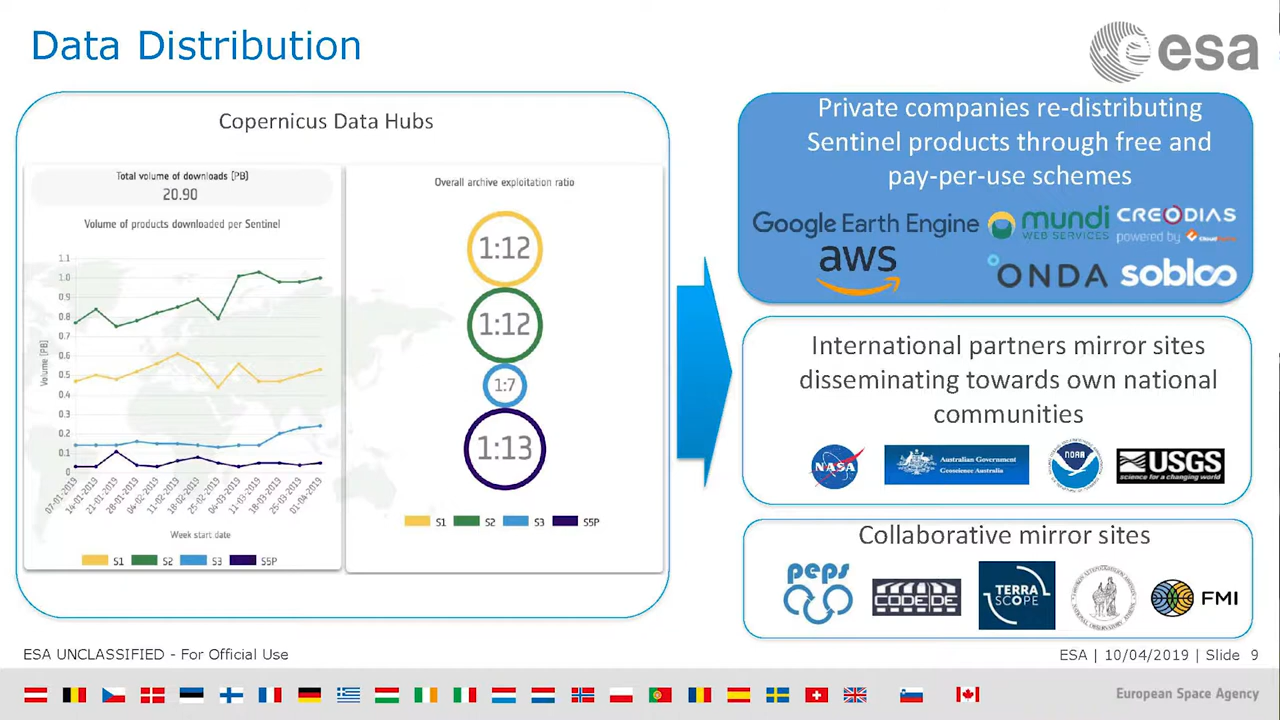 Data Distribution
esa
Copernicus Data Hubs
Total volume of downloads (PB)
20.90
Volume of products downloaded per Sentinel
1.1
1.0
0.9
0.8
0.7
0.6
0.5
0.4
0.3
0.2
0.1
0
Volume (PB)
07-01-2019
14-01-2019
21-01-2019
28-01-2019
04-02-2019
11-02-2019
18-02-2019
25-02-2019
04-03-2019
11-03-2019
18-03-2019
25-03-2019
01-04-2019
Week start date
S1 S2 S3 S5P
Overall archive exploitation ratio
1:12
1:12
1:7
1:13
S1 S2 S3 S5P
Private companies re-distributing
Sentinel products through free and
pay-per-use schemes
Google Earth Engine
mundi
WEB SERVICES
CREODIAS
powered by
aws
ONDA
sobloo
International partners mirror sites
disseminating towards own national
communities
NASA
Australian Government
Geoscience Australia
NOAA
USGS
science for a changing world
Collaborative mirror sites
peps
CODE DE
TERRA
SCOPE
FMI
ESA UNCLASSIFIED - For Official Use
ESA | 10/04/2019 | Slide 9
European Space Agency